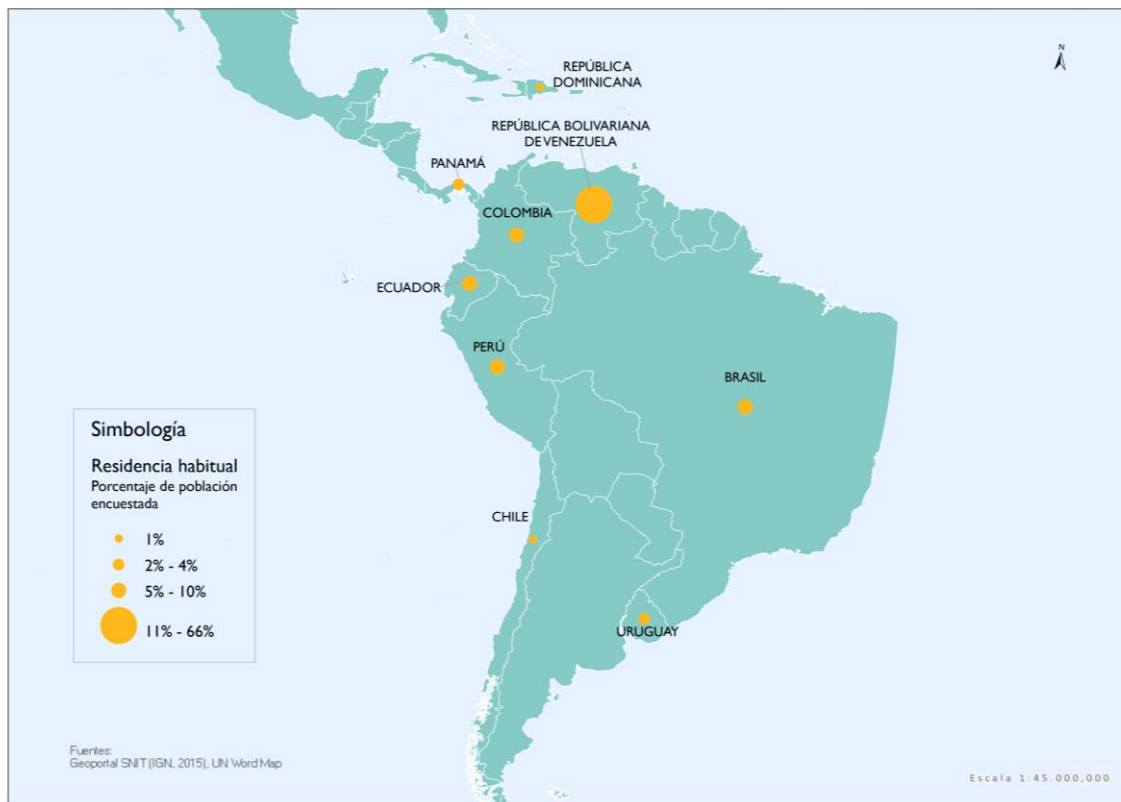 N
REPÚBLICA
DOMINICANA
REPÚBLICA BOLIVARIANA
DE VENEZUELA
PANAMÁ
COLOMBIA
ECUADOR
PERÚ
BRASIL
CHILE
URUGUAY
Simbología
Residencia habitual
Porcentaje de población
encuestada
1%
2% - 4%
5% - 10%
11% - 66%
Fuentes:
Geoportal SNIT (IGN, 2015), UN Word Map
Escala 1:45.000,000